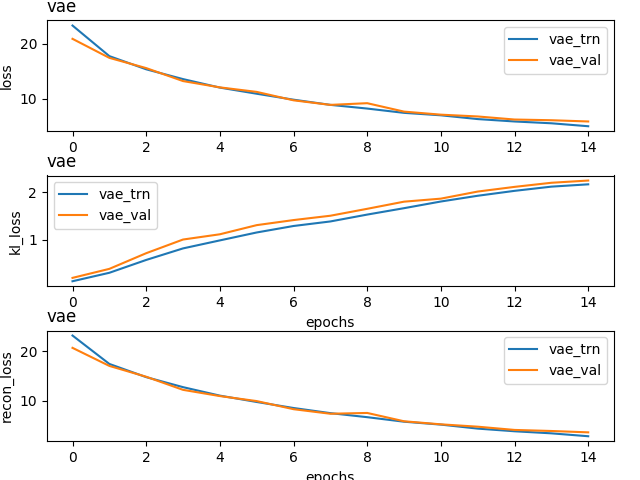 vae
loss
20
10
vae_trn
vae_val
0 2 4 6 8 10 12 14
vae
kl_loss
2
1
vae_trn
vae_val
0 2 4 6 8 10 12 14
epochs
vae
recon_loss
20
10
vae_trn
vae_val
0 2 4 6 8 10 12 14
epochs